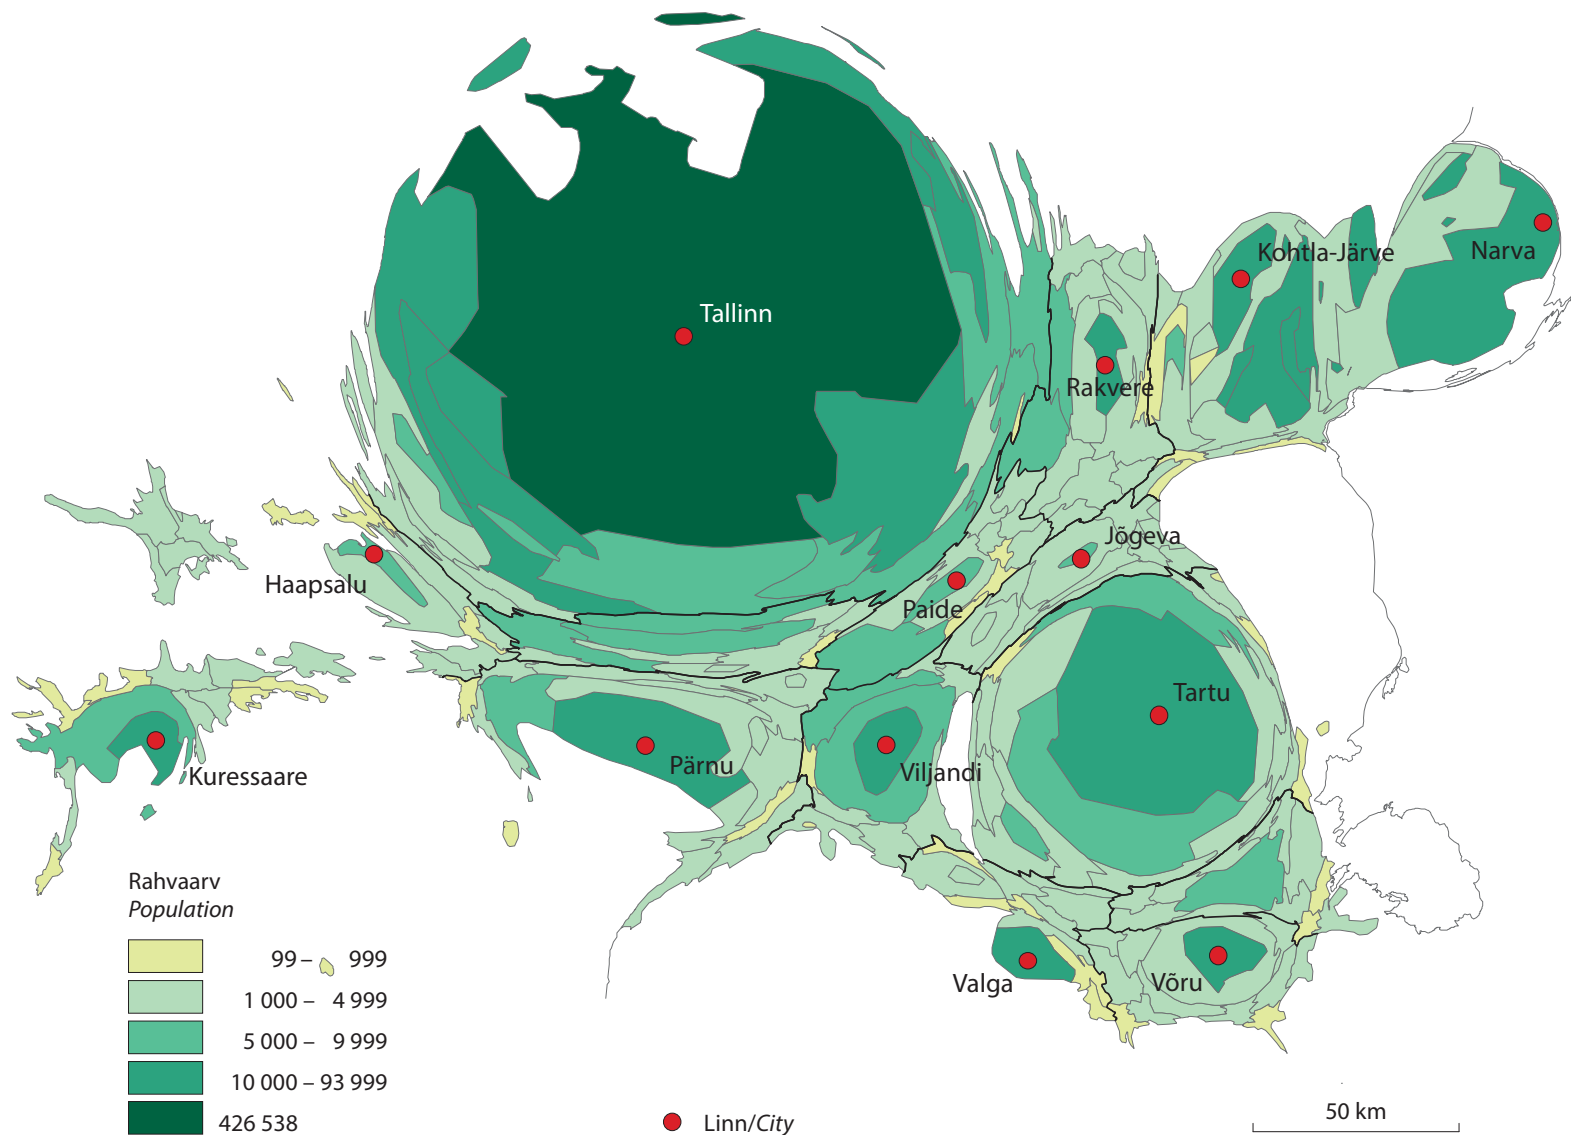 Tallinn
Kohtla-Järve
Narva
Rakvere
Jõgeva
Haapsalu
Paide
Tartu
Kuressaare
Pärnu
Viljandi
Valga
Võru
Rahvaarv
Population
99 – 999
1 000 – 4 999
5 000 – 9 999
10 000 – 93 999
426 538
Linn/City
50 km